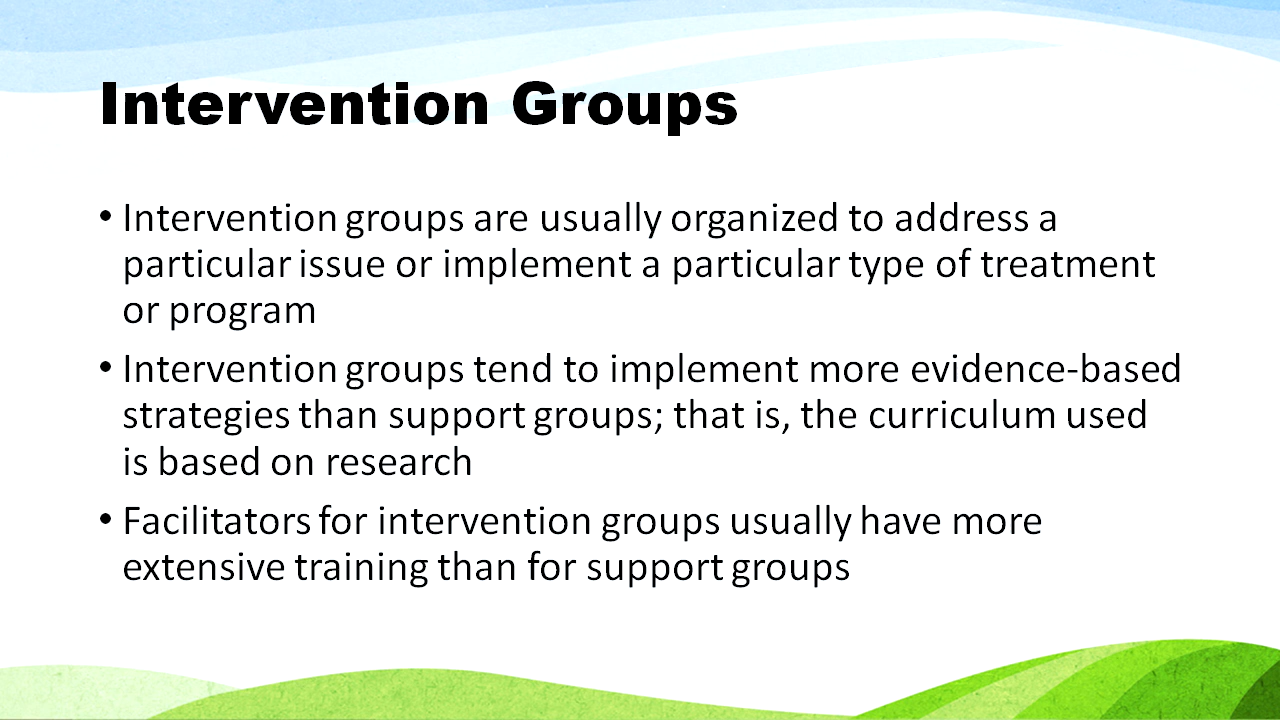 Intervention Groups
• Intervention groups are usually organized to address a
particular issue or implement a particular type of treatment
or program
• Intervention groups tend to implement more evidence-based
strategies than support groups; that is, the curriculum used
is based on research
• Facilitators for intervention groups usually have more
extensive training than for support groups